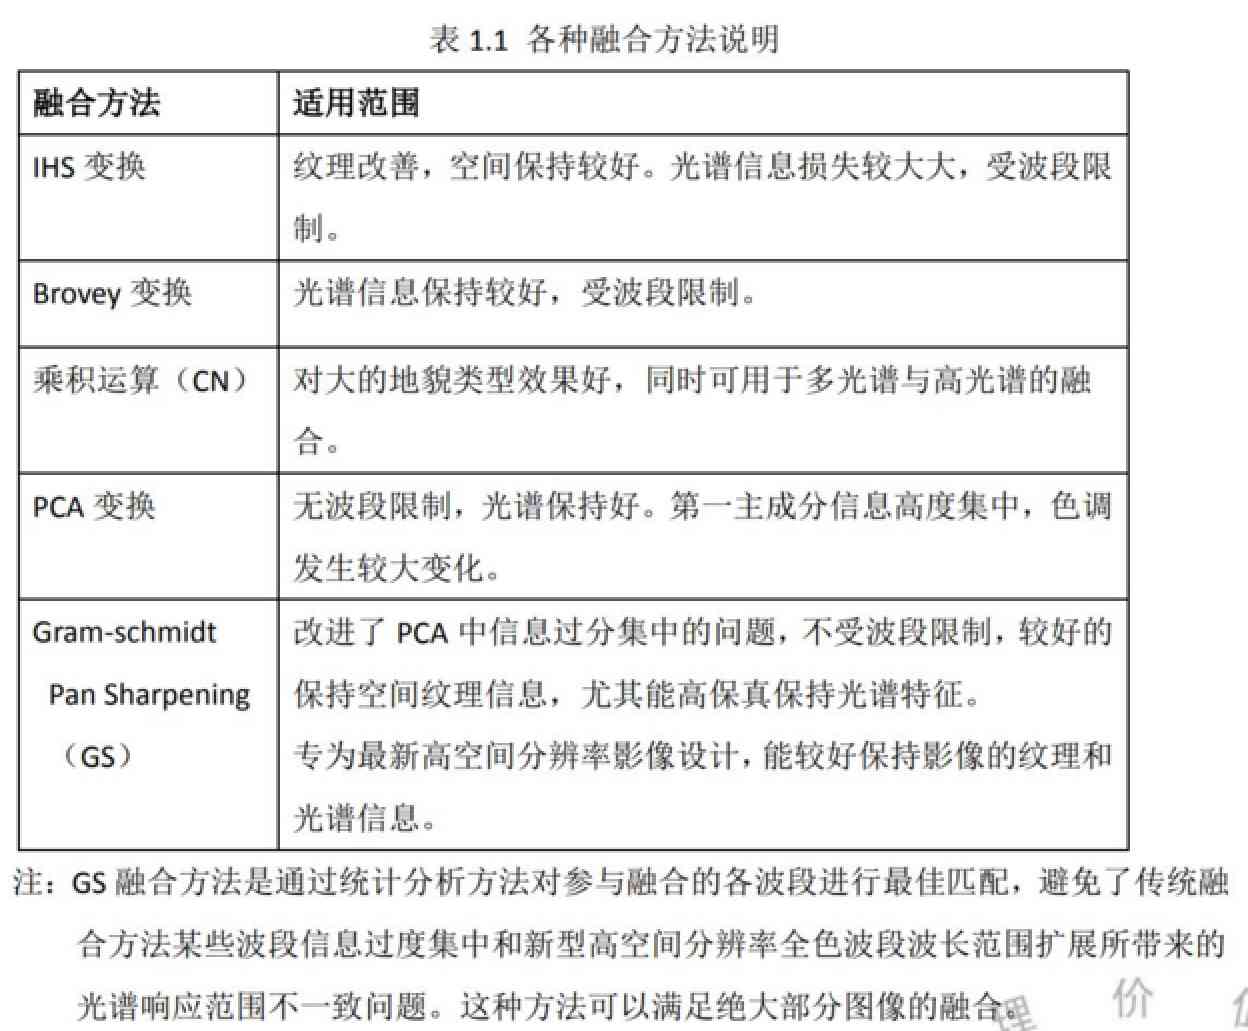 表 1.1 各种融合方法说明
融合方法
适用范围
IHS 变换
纹理改善，空间保持较好。光谱信息损失较大大，受波段限
制。
Brovey 变换
光谱信息保持较好，受波段限制。
乘积运算（CN）
对大的地貌类型效果好，同时可用于多光谱与高光谱的融
合。
PCA 变换
无波段限制，光谱保持好。第一主成分信息高度集中，色调
发生较大变化。
Gram-schmidt
Pan Sharpening
（GS）
改进了 PCA 中信息过分集中的问题，不受波段限制，较好的
保持空间纹理信息，尤其能高保真保持光谱特征。
专为最新高空间分辨率影像设计，能较好保持影像的纹理和
光谱信息。
注：GS 融合方法是通过统计分析方法对参与融合的各波段进行最佳匹配，避免了传统融
合方法某些波段信息过度集中和新型高空间分辨率全色波段波长范围扩展所带来的
光谱响应范围不一致问题。这种方法可以满足绝大部分图像的融合。
理 价